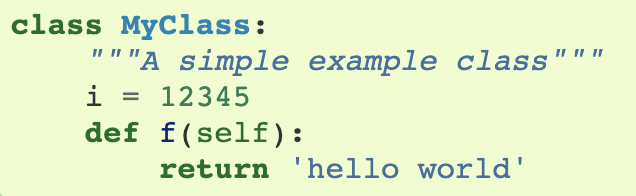 class MyClass:
    """A simple example class"""
    i = 12345
    def f(self):
        return 'hello world'